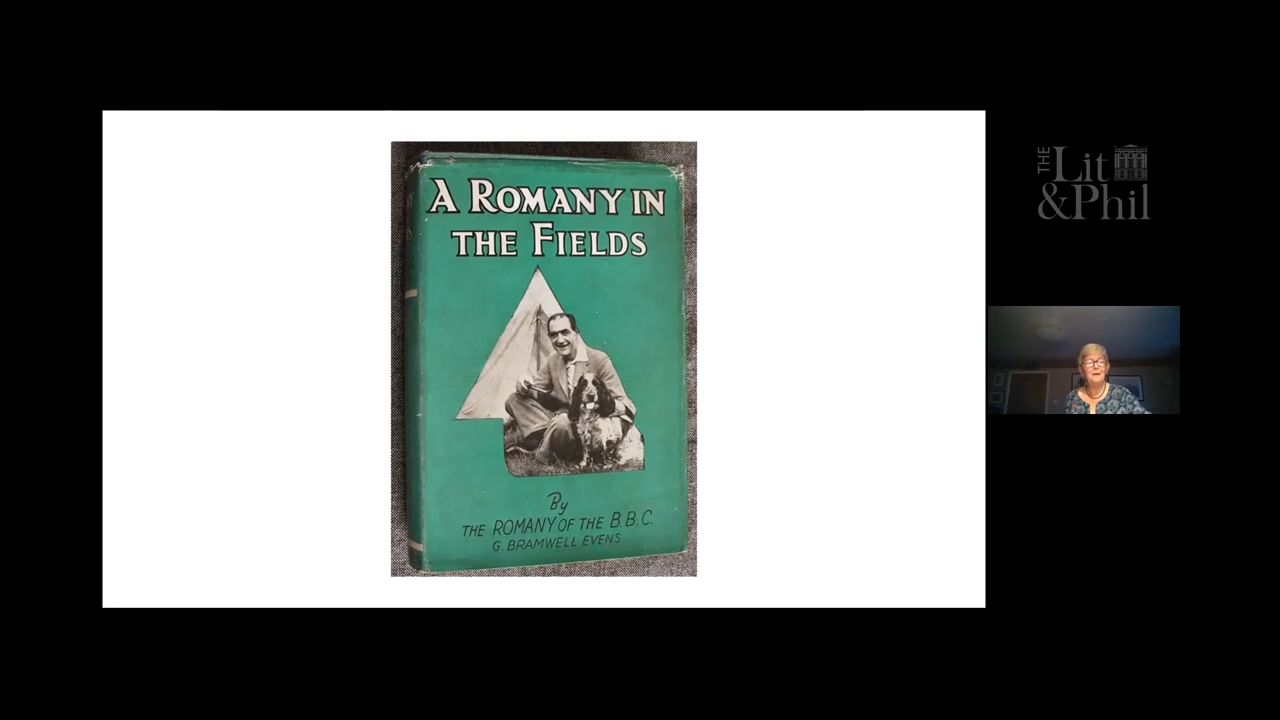 A ROMANY IN
THE FIELDS
By
THE ROMANY OF THE B.B.C.
G. BRAMWELL EVENS
THE
Lit
&Phil